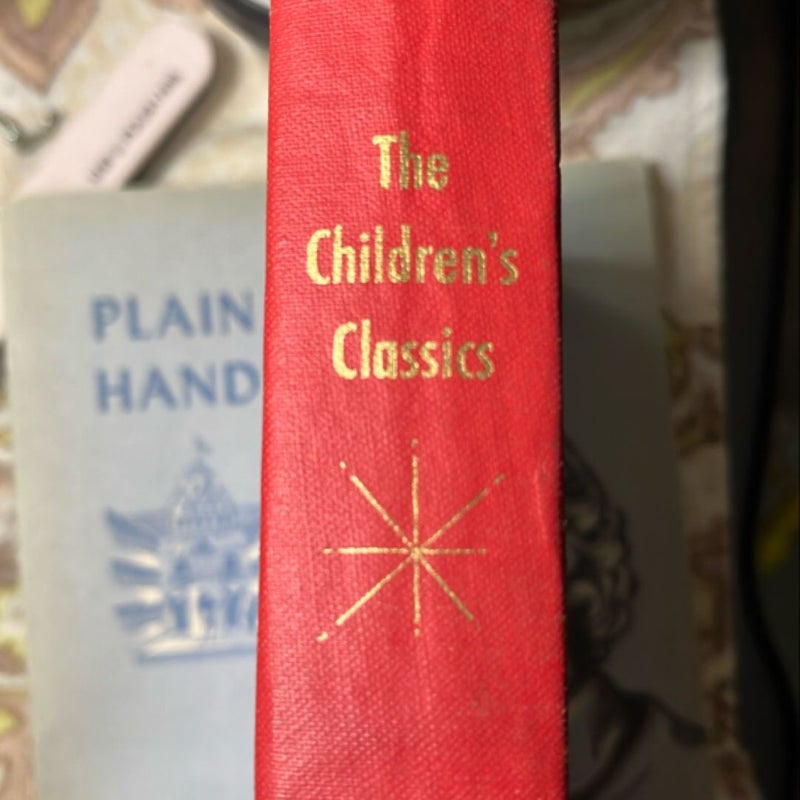 The
Children's
Classics
PLAIN
HAND